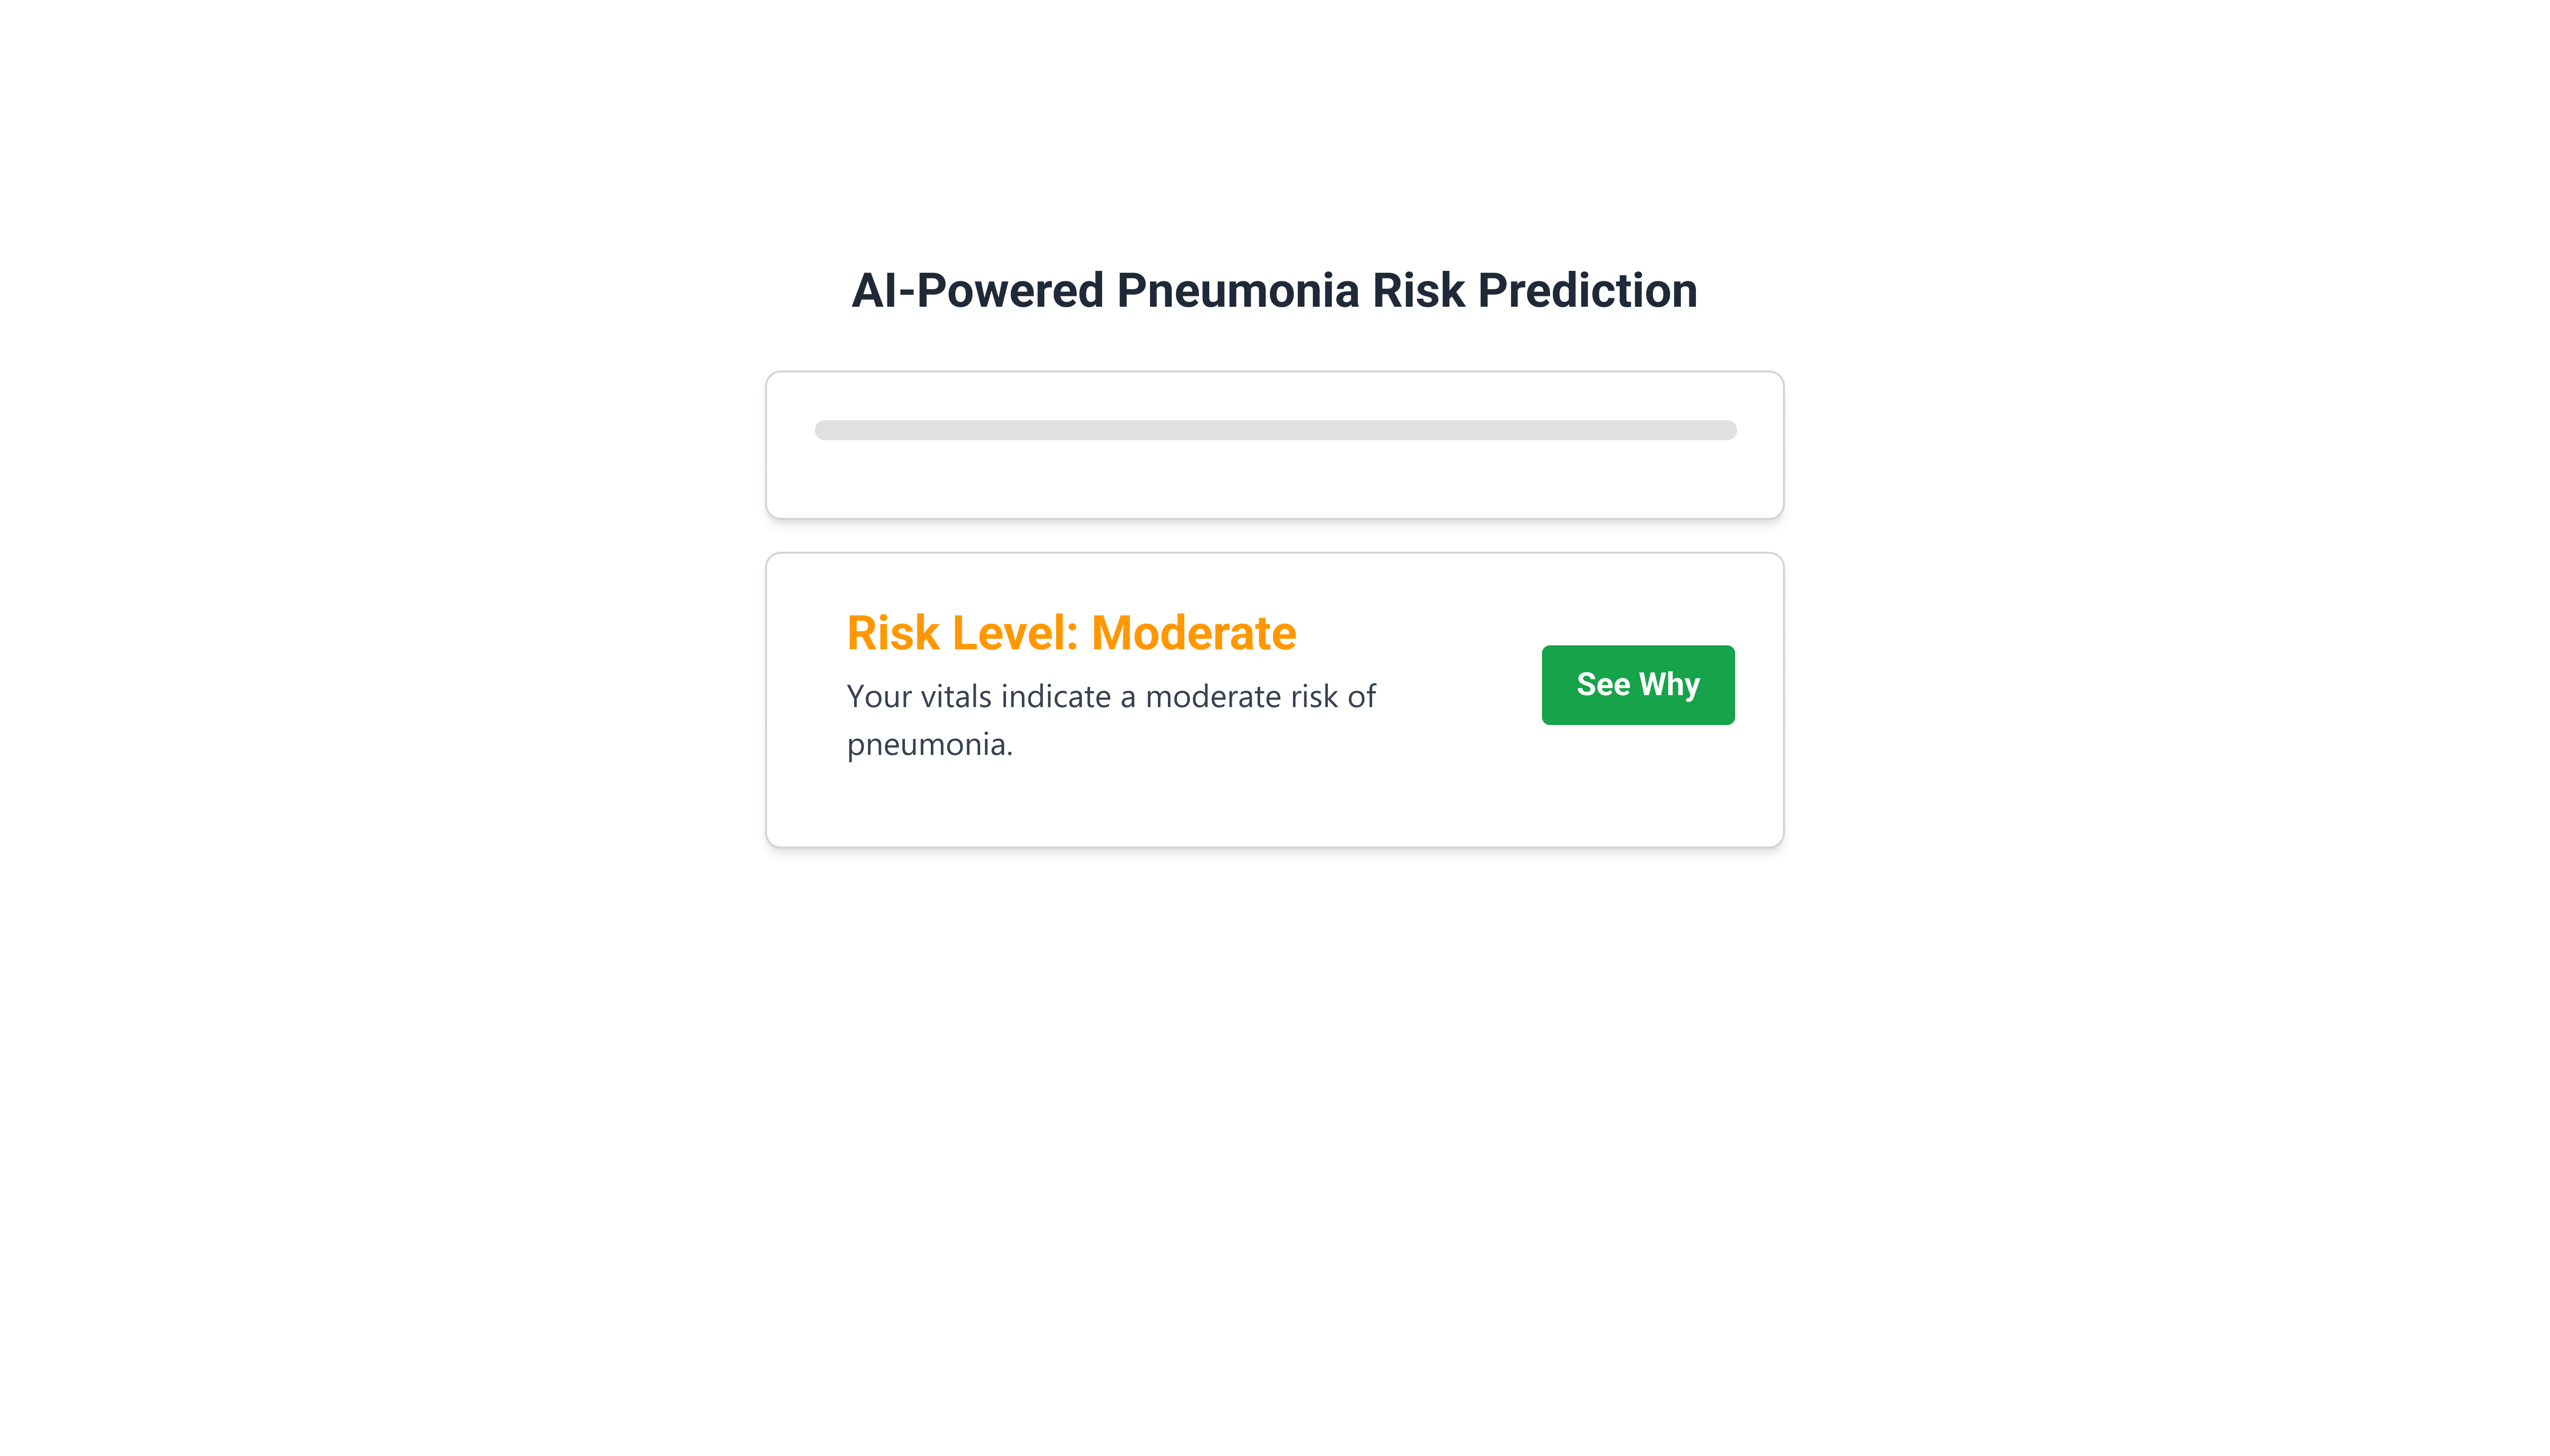 AI-Powered Pneumonia Risk Prediction
Risk Level: Moderate
Your vitals indicate a moderate risk of
pneumonia.
See Why